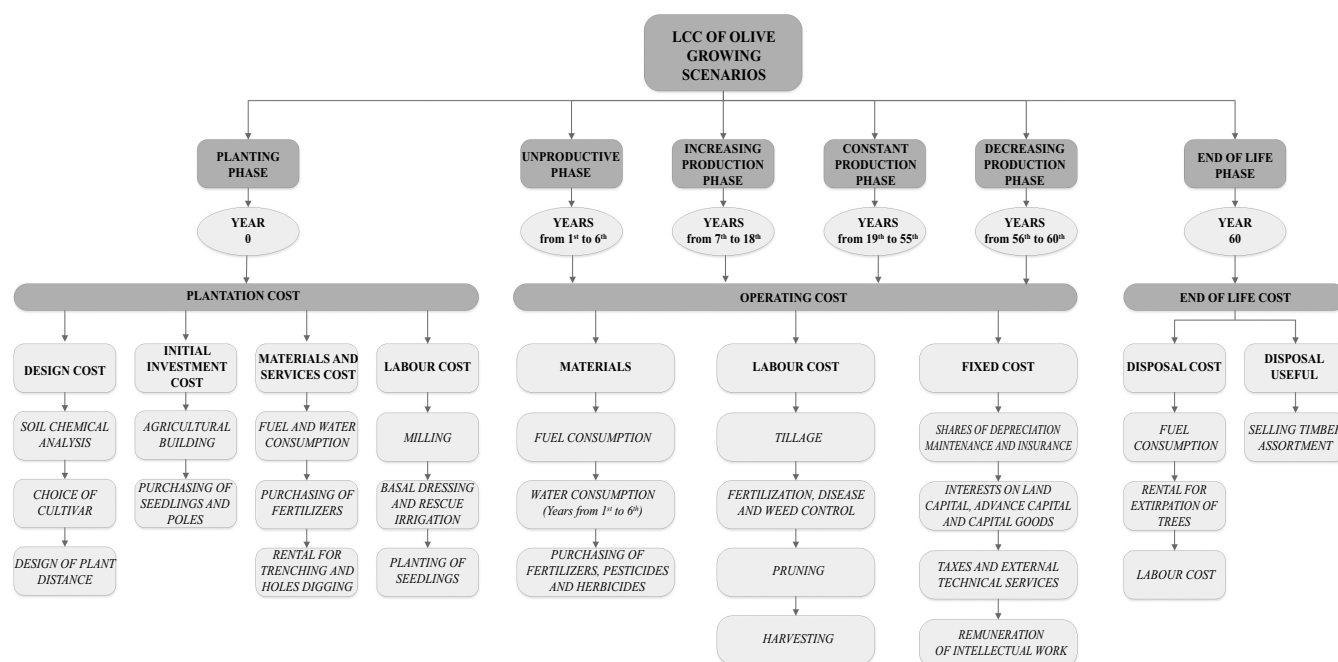 LCC OF OLIVE
GROWING
SCENARIOS
PLANTING
PHASE
UNPRODUCTIVE
PHASE
INCREASING
PRODUCTION
PHASE
CONSTANT
PRODUCTION
PHASE
DECREASING
PRODUCTION
PHASE
END OF LIFE
PHASE
YEAR
0
YEARS
from 1st to 6th
YEARS
from 7th to 18th
YEARS
from 19th to 55th
YEARS
from 56th to 60th
YEAR
60
PLANTATION COST
OPERATING COST
END OF LIFE COST
DESIGN COST
INITIAL
INVESTMENT
COST
MATERIALS AND
SERVICES COST
LABOUR COST
MATERIALS
LABOUR COST
FIXED COST
DISPOSAL COST
DISPOSAL
USEFUL
SOIL CHEMICAL
ANALYSIS
AGRICULTURAL
BUILDING
FUEL AND WATER
CONSUMPTION
MILLING
FUEL CONSUMPTION
TILLAGE
SHARES OF DEPRECIATION
MAINTENANCE AND INSURANCE
FUEL
CONSUMPTION
SELLING TIMBER
ASSORTMENT
CHOICE OF
CULTIVAR
PURCHASING OF
SEEDLINGS AND
POLES
PURCHASING OF
FERTILIZERS
BASAL DRESSING
AND RESCUE
IRRIGATION
WATER CONSUMPTION
(Years from 1st to 6th)
FERTILIZATION, DISEASE
AND WEED CONTROL
INTERESTS ON LAND
CAPITAL, ADVANCE CAPITAL
AND CAPITAL GOODS
RENTAL FOR
EXTIRPATION OF
TREES
DESIGN OF PLANT
DISTANCE
RENTAL FOR
TRENCHING AND
HOLES DIGGING
PLANTING OF
SEEDLINGS
PURCHASING OF
FERTILIZERS, PESTICIDES
AND HERBICIDES
PRUNING
TAXES AND EXTERNAL
TECHNICAL SERVICES
LABOUR COST
HARVESTING
REMUNERATION
OF INTELLECTUAL WORK